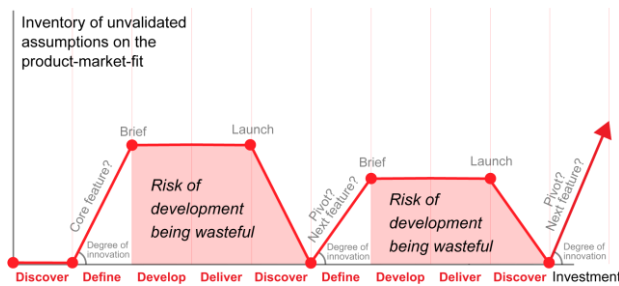 Inventory of unvalidated
assumptions on the
product-market-fit
Brief
Launch
Core feature?
Risk of
development
being wasteful
Degree of
innovation
Pivot?
Next feature?
Brief
Launch
Risk of
development
being wasteful
Degree of
innovation
Pivot?
Next feature?
Degree of
innovation
Discover Define Develop Deliver Discover Define Develop Deliver Discover Investment